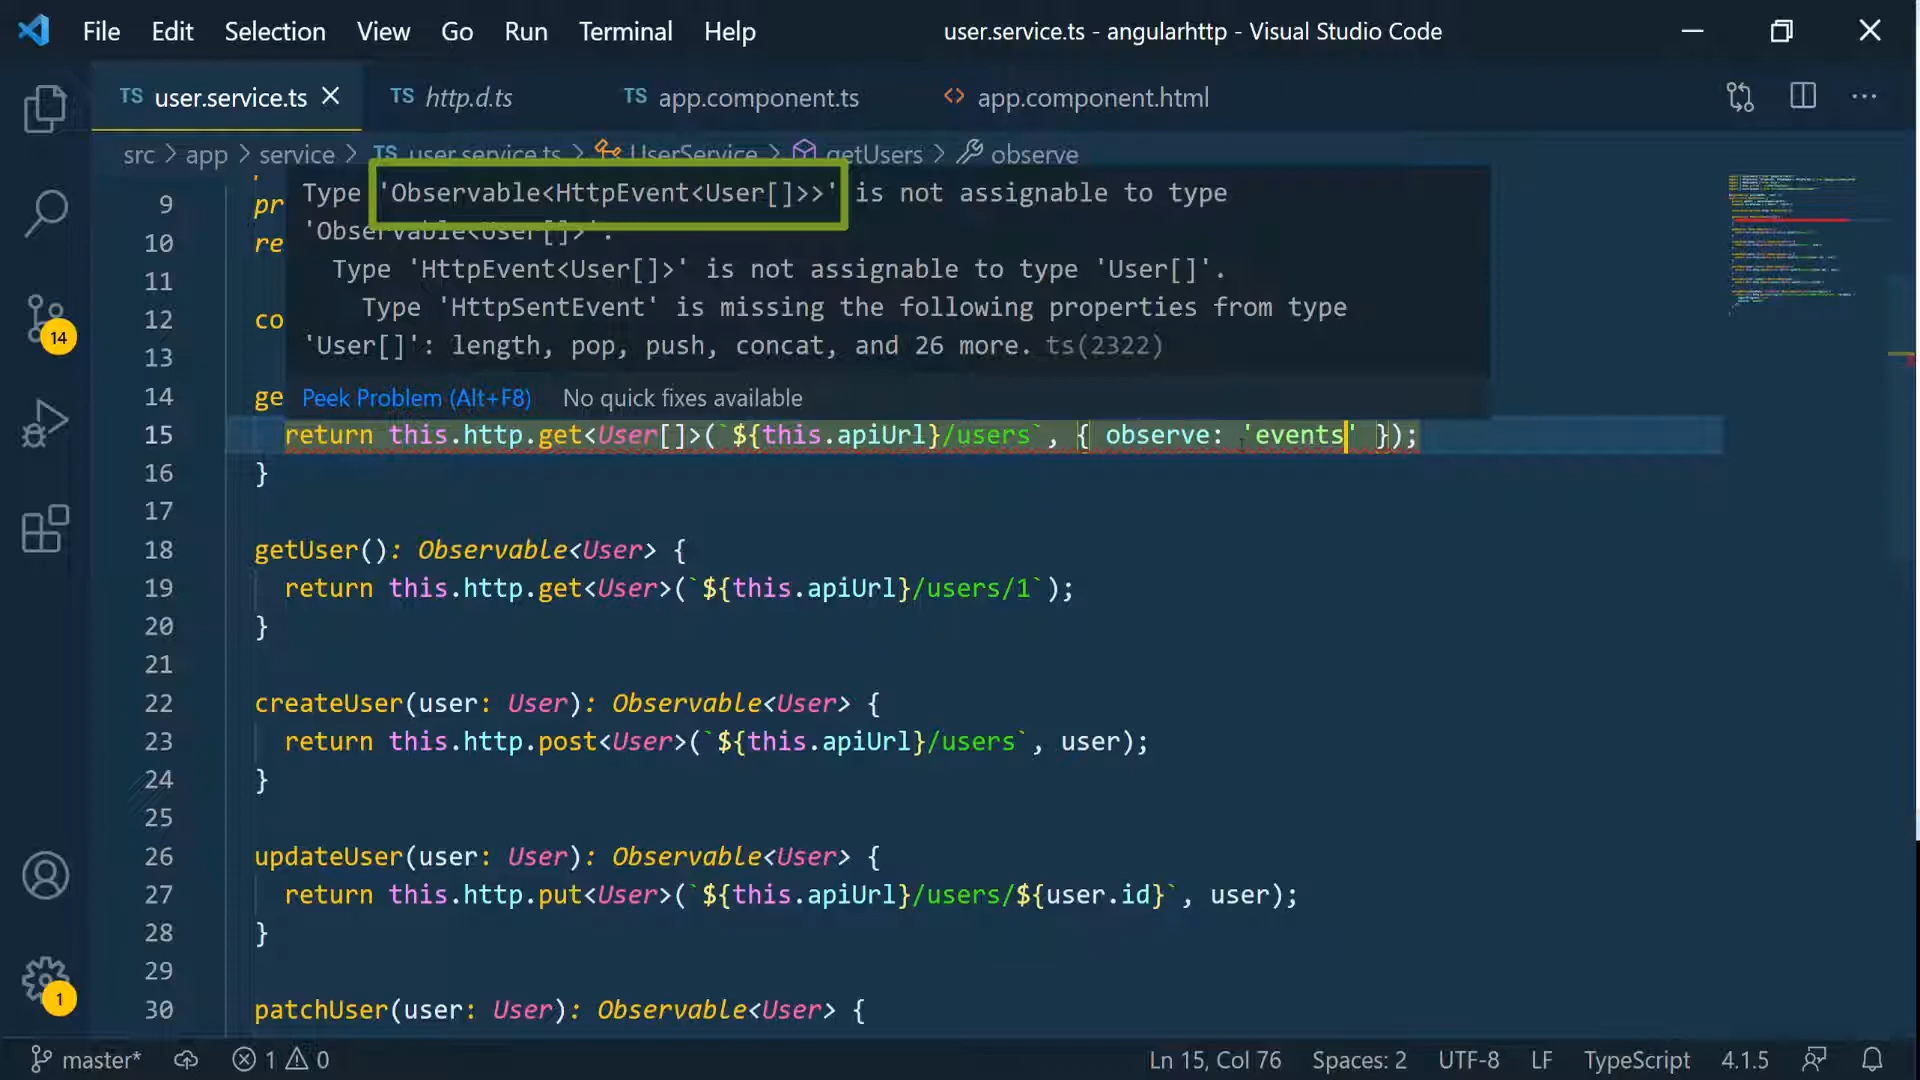 File Edit Selection View Go Run Terminal Help user.service.ts - angularhttp - Visual Studio Code
TS user.service.ts TS http.d.ts TS app.component.ts <> app.component.html
src > app > service > TS user.service.ts > UserService > getUsers > observe
Type 'Observable<HttpEvent<User[]>>' is not assignable to type
'Observable<User[]>'.
Type 'HttpEvent<User[]>' is not assignable to type 'User[]'.
Type 'HttpSentEvent' is missing the following properties from type
'User[]': length, pop, push, concat, and 26 more. ts(2322)
Peek Problem (Alt+F8) No quick fixes available
9 pr
10 re
11
12 co
13
14 ge
15 return this.http.get<User[]>(`${this.apiUrl}/users`, { observe: 'events' });
16 }
17
18 getUser(): Observable<User> {
19 return this.http.get<User>(`${this.apiUrl}/users/1`);
20 }
21
22 createUser(user: User): Observable<User> {
23 return this.http.post<User>(`${this.apiUrl}/users`, user);
24 }
25
26 updateUser(user: User): Observable<User> {
27 return this.http.put<User>(`${this.apiUrl}/users/${user.id}`, user);
28 }
29
30 patchUser(user: User): Observable<User> {
14
1
master* 1 0 Ln 15, Col 76 Spaces: 2 UTF-8 LF TypeScript 4.1.5